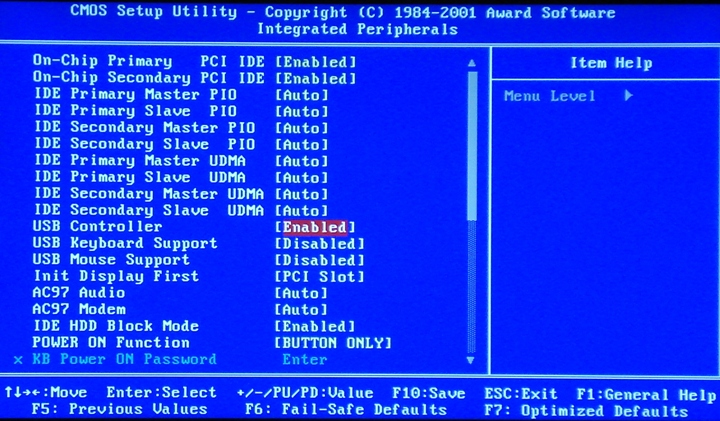 CMOS Setup Utility - Copyright (C) 1984-2001 Award Software
Integrated Peripherals
On-Chip Primary PCI IDE [Enabled]
On-Chip Secondary PCI IDE [Enabled]
IDE Primary Master PIO [Auto]
IDE Primary Slave PIO [Auto]
IDE Secondary Master PIO [Auto]
IDE Secondary Slave PIO [Auto]
IDE Primary Master UDMA [Auto]
IDE Primary Slave UDMA [Auto]
IDE Secondary Master UDMA [Auto]
IDE Secondary Slave UDMA [Auto]
USB Controller [Enabled]
USB Keyboard Support [Disabled]
USB Mouse Support [Disabled]
Init Display First [PCI Slot]
AC97 Audio [Auto]
AC97 Modem [Auto]
IDE HDD Block Mode [Enabled]
POWER ON Function [BUTTON ONLY]
x KB Power ON Password Enter
Item Help
Menu Level ▶
↑↓→←:Move Enter:Select +/-/PU/PD:Value F10:Save ESC:Exit F1:General Help
F5: Previous Values F6: Fail-Safe Defaults F7: Optimized Defaults